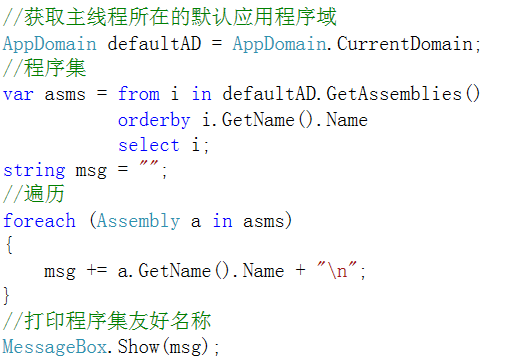 //获取主线程所在的默认应用程序域
AppDomain defaultAD = AppDomain.CurrentDomain;
//程序集
var asms = from i in defaultAD.GetAssemblies()
           orderby i.GetName().Name
           select i;
string msg = "";
//遍历
foreach (Assembly a in asms)
{
    msg += a.GetName().Name + "\n";
}
//打印程序集友好名称
MessageBox.Show(msg);